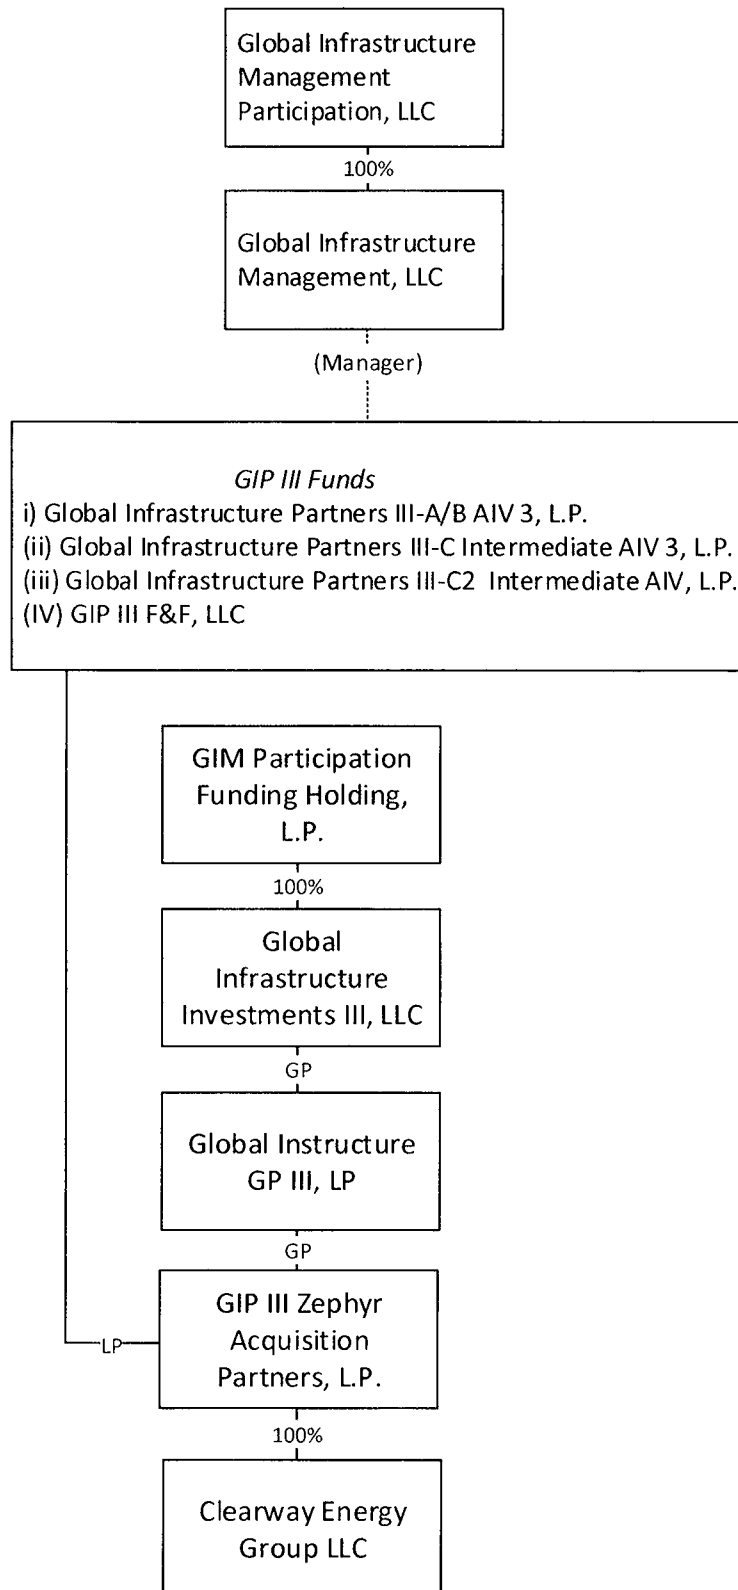 Global Infrastructure
Management
Participation, LLC
100%
Global Infrastructure
Management, LLC
(Manager)
GIP III Funds
i) Global Infrastructure Partners III-A/B AIV 3, L.P.
(ii) Global Infrastructure Partners III-C Intermediate AIV 3, L.P.
(iii) Global Infrastructure Partners III-C2 Intermediate AIV, L.P.
(IV) GIP III F&F, LLC
GIM Participation
Funding Holding,
L.P.
100%
Global
Infrastructure
Investments III, LLC
GP
Global Instructure
GP III, LP
GP
GIP III Zephyr
Acquisition
Partners, L.P.
LP
100%
Clearway Energy
Group LLC